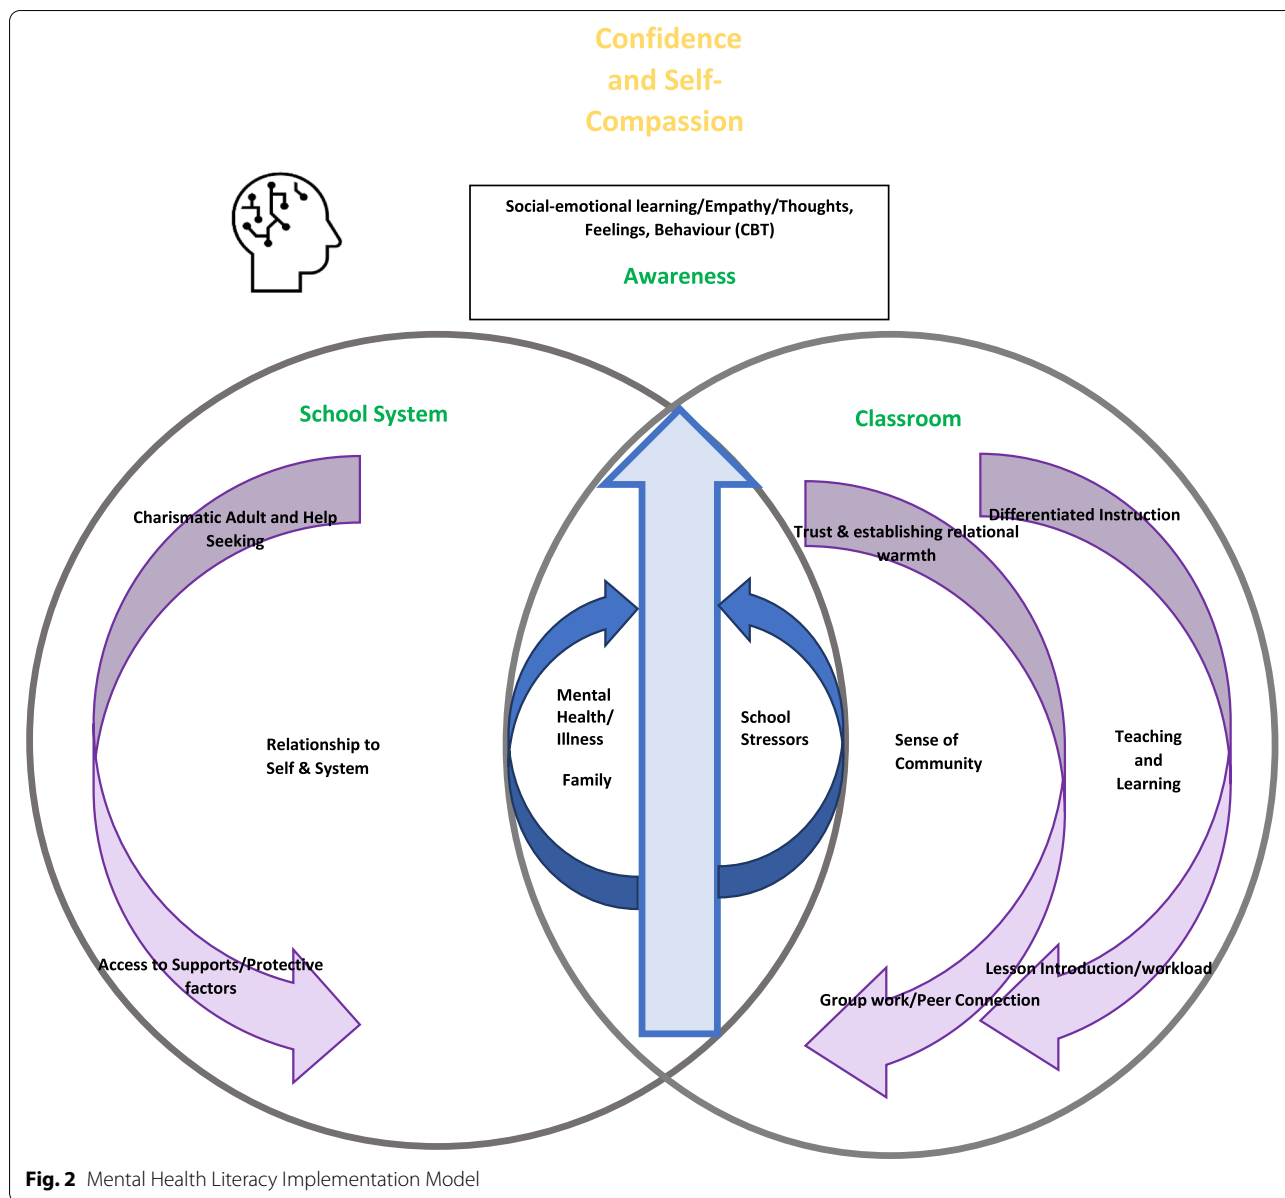 Confidence
and Self-
Compassion
Social-emotional learning/Empathy/Thoughts,
Feelings, Behaviour (CBT)
Awareness
School System
Classroom
Charismatic Adult and Help
Seeking
Trust & establishing relational
warmth
Differentiated Instruction
Relationship to
Self & System
Mental
Health/
Illness
Family
School
Stressors
Sense of
Community
Teaching
and
Learning
Access to Supports/Protective
factors
Group work/Peer Connection
Lesson Introduction/workload
Fig. 2 Mental Health Literacy Implementation Model